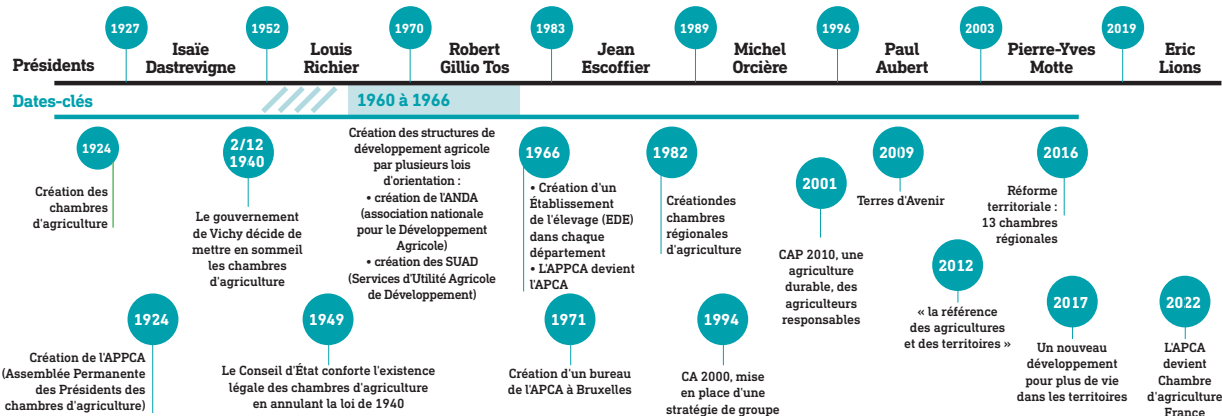 1927
1952
1970
1983
1989
1996
2003
2019
Présidents
Isaïe
Dastrevigne
Louis
Richier
Robert
Gillio Tos
Jean
Escoffier
Michel
Orcière
Paul
Aubert
Pierre-Yves
Motte
Eric
Lions
Dates-clés
1960 à 1966
1924
Création des
chambres
d'agriculture
2/12
1940
Le gouvernement
de Vichy décide de
mettre en sommeil
les chambres
d'agriculture
Création des structures de
développement agricole
par plusieurs lois
d'orientation :
• création de l'ANDA
(association nationale
pour le Développement
Agricole)
• création des SUAD
(Services d'Utilité Agricole
de Développement)
1966
• Création d'un
Établissement
de l'élevage (EDE)
dans chaque
département
• L'APPCA devient
l'APCA
1982
Créationdes
chambres
régionales
d'agriculture
2001
CAP 2010, une
agriculture
durable, des
agriculteurs
responsables
2009
Terres d'Avenir
2012
« la référence
des agricultures
et des territoires »
2016
Réforme
territoriale :
13 chambres
régionales
1924
Création de l'APPCA
(Assemblée Permanente
des Présidents des
chambres d'agriculture)
1949
Le Conseil d'État conforte l'existence
légale des chambres d'agriculture
en annulant la loi de 1940
1971
Création d'un bureau
de l'APCA à Bruxelles
1994
CA 2000, mise
en place d'une
stratégie de groupe
2017
Un nouveau
développement
pour plus de vie
dans les territoires
2022
L'APCA
devient
Chambre
d'agriculture
France